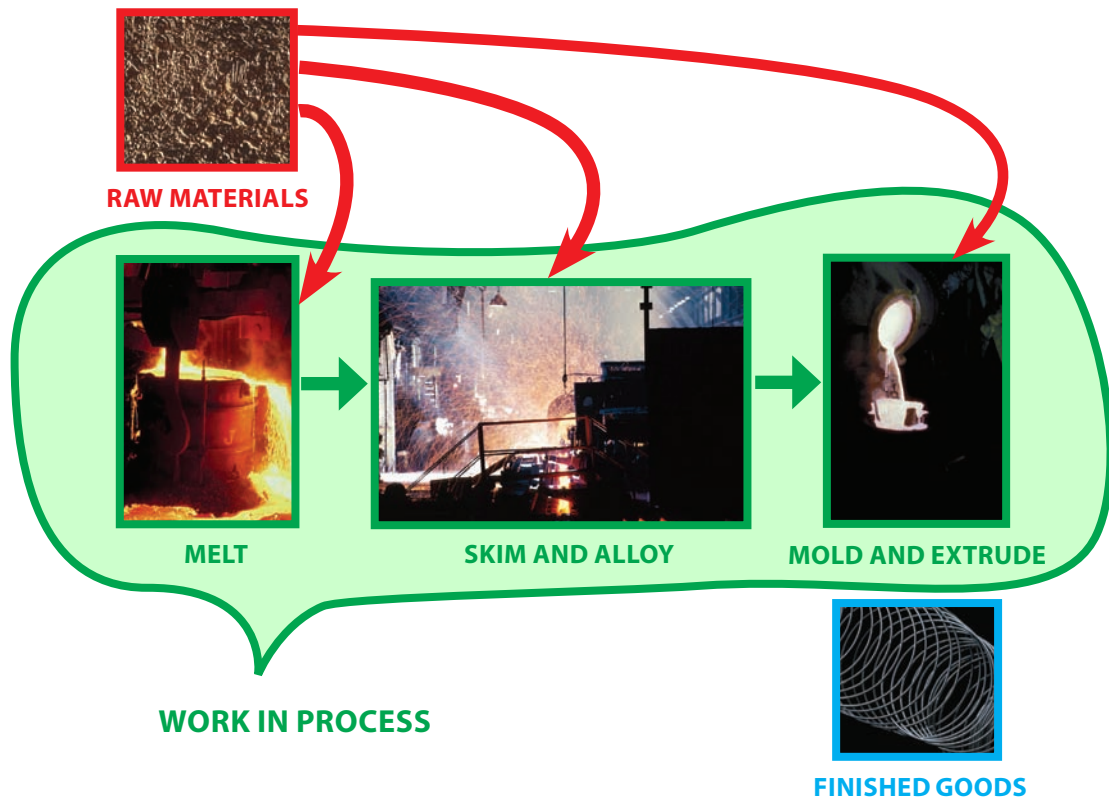 RAW MATERIALS
MELT
SKIM AND ALLOY
MOLD AND EXTRUDE
WORK IN PROCESS
FINISHED GOODS